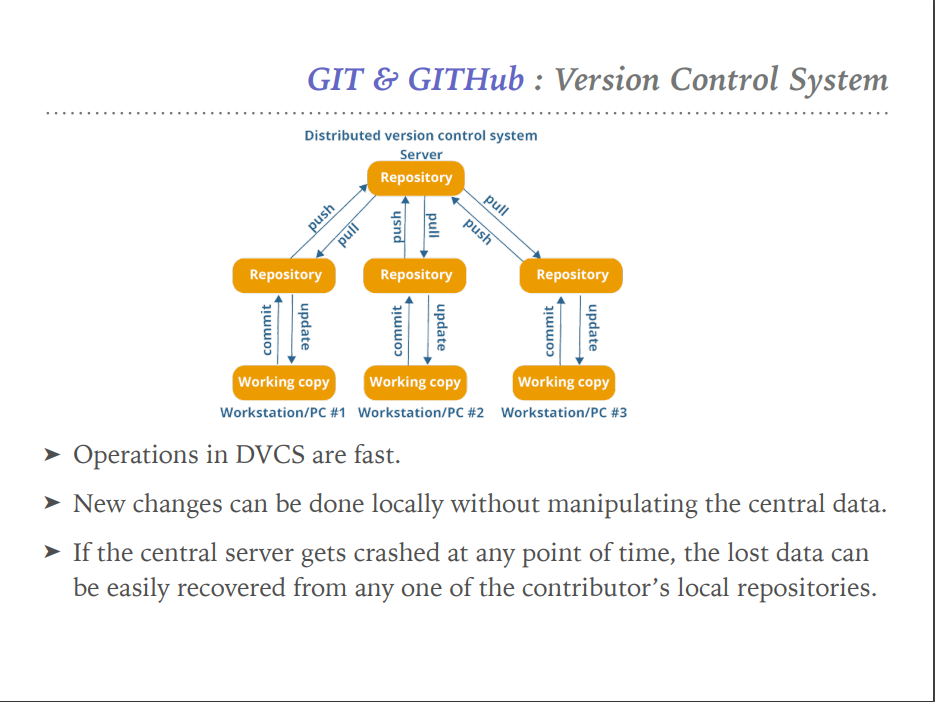 GIT & GITHub : Version Control System
Distributed version control system
Server
Repository
push
pull
push
pull
push
pull
Repository
Repository
Repository
commit
update
commit
update
commit
update
Working copy
Working copy
Working copy
Workstation/PC #1
Workstation/PC #2
Workstation/PC #3
➤ Operations in DVCS are fast.
➤ New changes can be done locally without manipulating the central data.
➤ If the central server gets crashed at any point of time, the lost data can
be easily recovered from any one of the contributor’s local repositories.